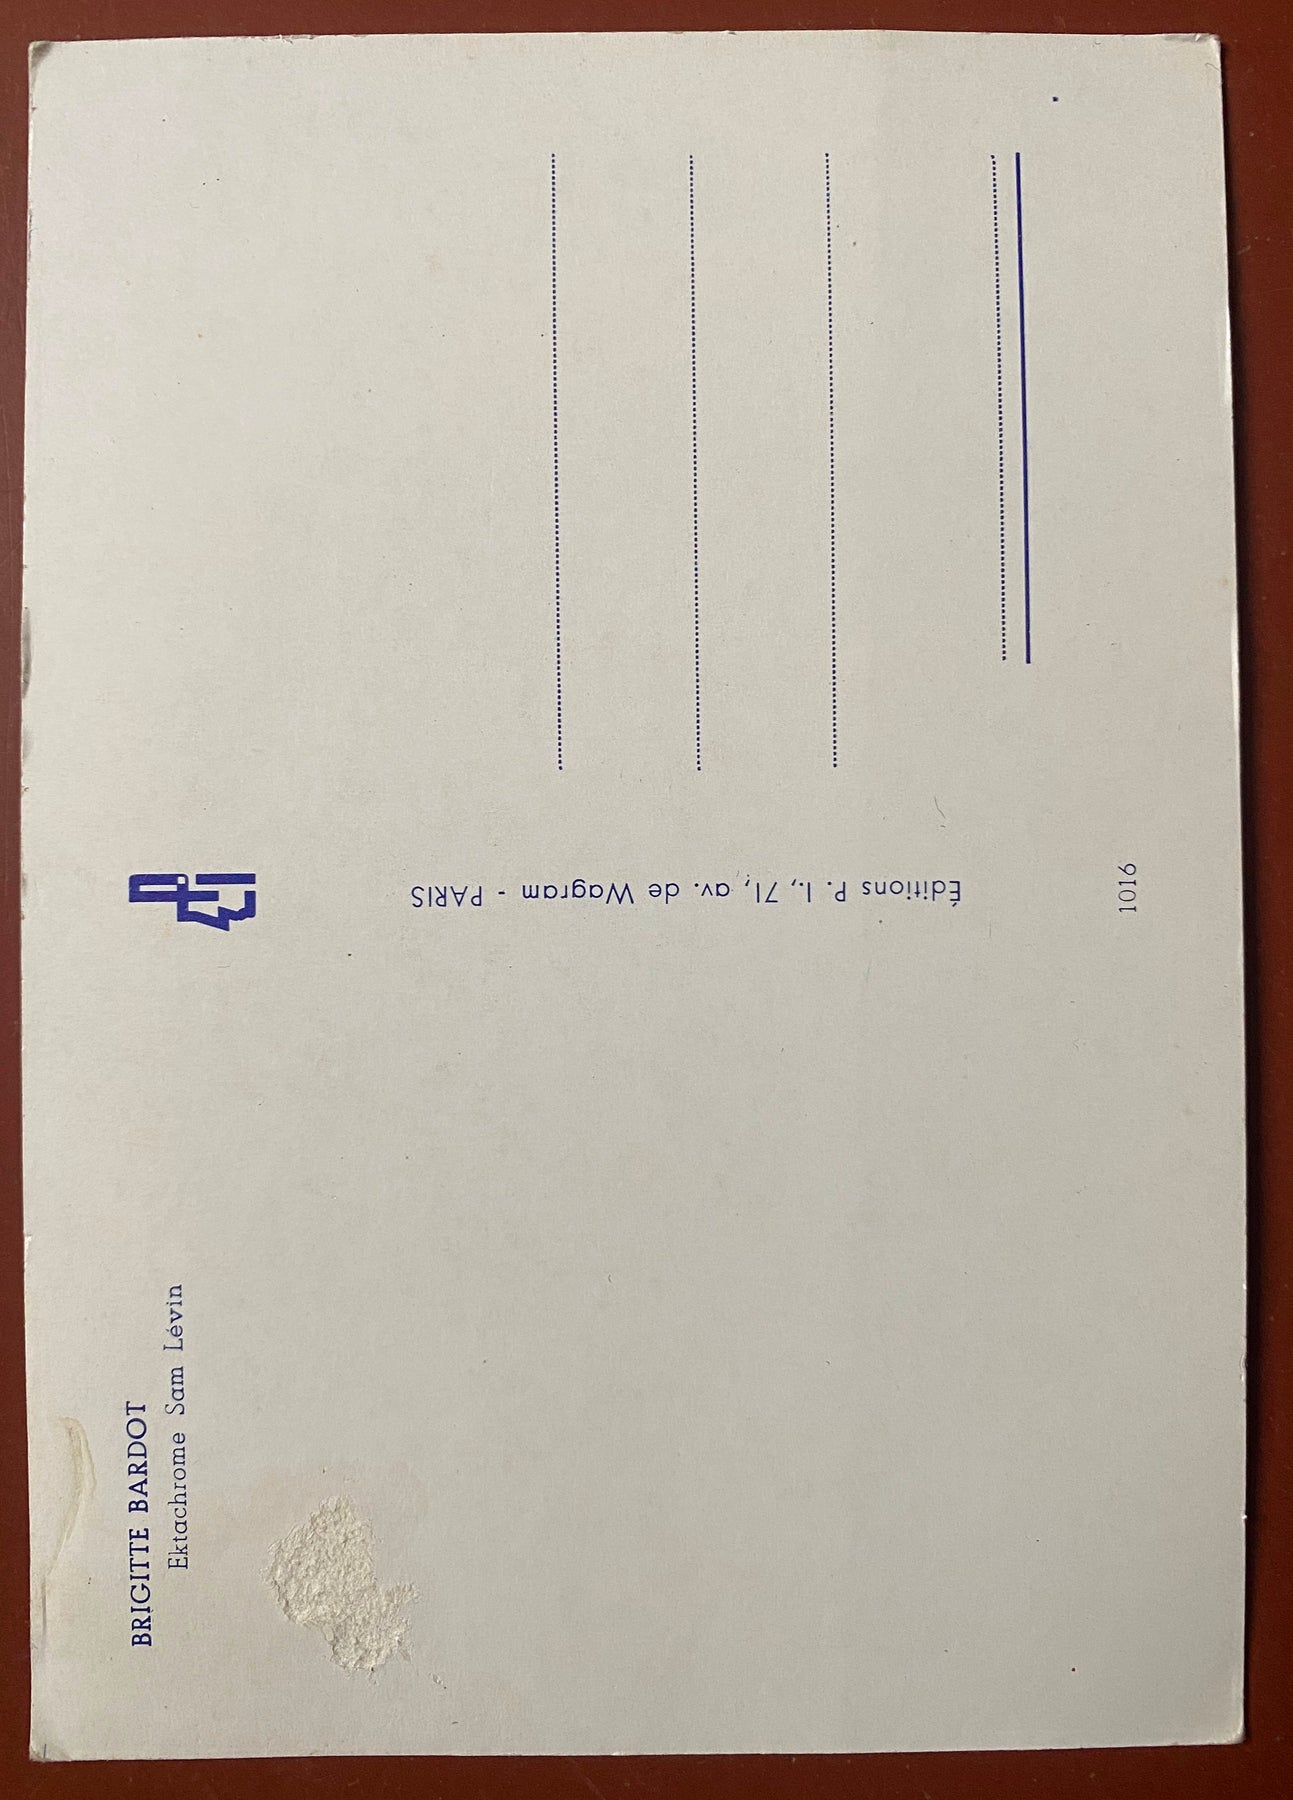 BRIGITTE BARDOT
Ektachrome Sam Lévin
Éditions P. I., 71, av. de Wagram - PARIS
1016